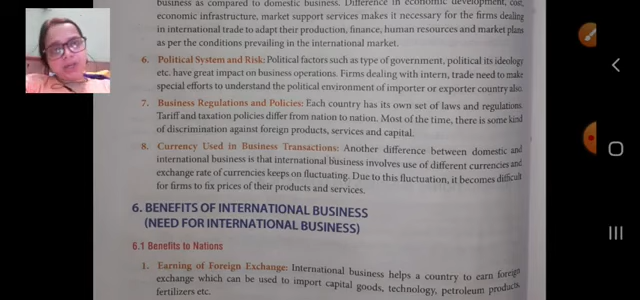 business as compared to domestic business. Difference in economic development, cost,
economic infrastructure, market support services makes it necessary for the firms dealing
in international trade to adapt their production, finance, human resources and market plans
as per the conditions prevailing in the international market.
6. Political System and Risk: Political factors such as type of government, political its ideology
etc. have great impact on business operations. Firms dealing with intern, trade need to make
special efforts to understand the political environment of importer or exporter country also.
7. Business Regulations and Policies: Each country has its own set of laws and regulations.
Tariff and taxation policies differ from nation to nation. Most of the time, there is some kind
of discrimination against foreign products, services and capital.
8. Currency Used in Business Transactions: Another difference between domestic and
international business is that international business involves use of different currencies and
exchange rate of currencies keeps on fluctuating. Due to this fluctuation, it becomes difficult
for firms to fix prices of their products and services.
6. BENEFITS OF INTERNATIONAL BUSINESS
(NEED FOR INTERNATIONAL BUSINESS)
6.1 Benefits to Nations
1. Earning of Foreign Exchange: International business helps a country to earn foreign
exchange which can be used to import capital goods, technology, petroleum products,
fertilizers etc.